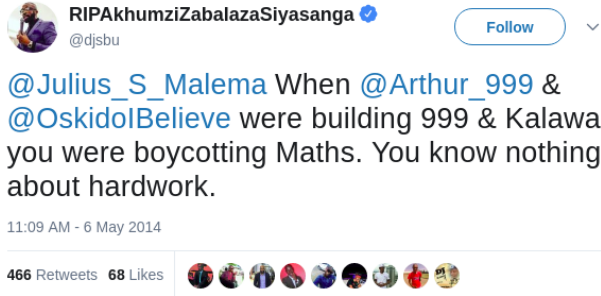 RIPAkhumziZabalazaSiyasanga
Follow
@djsbu
@Julius_S_Malema When @Arthur_999 &
@OskidoIBelieve were building 999 & Kalawa
you were boycotting Maths. You know nothing
about hardwork.
11:09 AM - 6 May 2014
466 Retweets 68 Likes